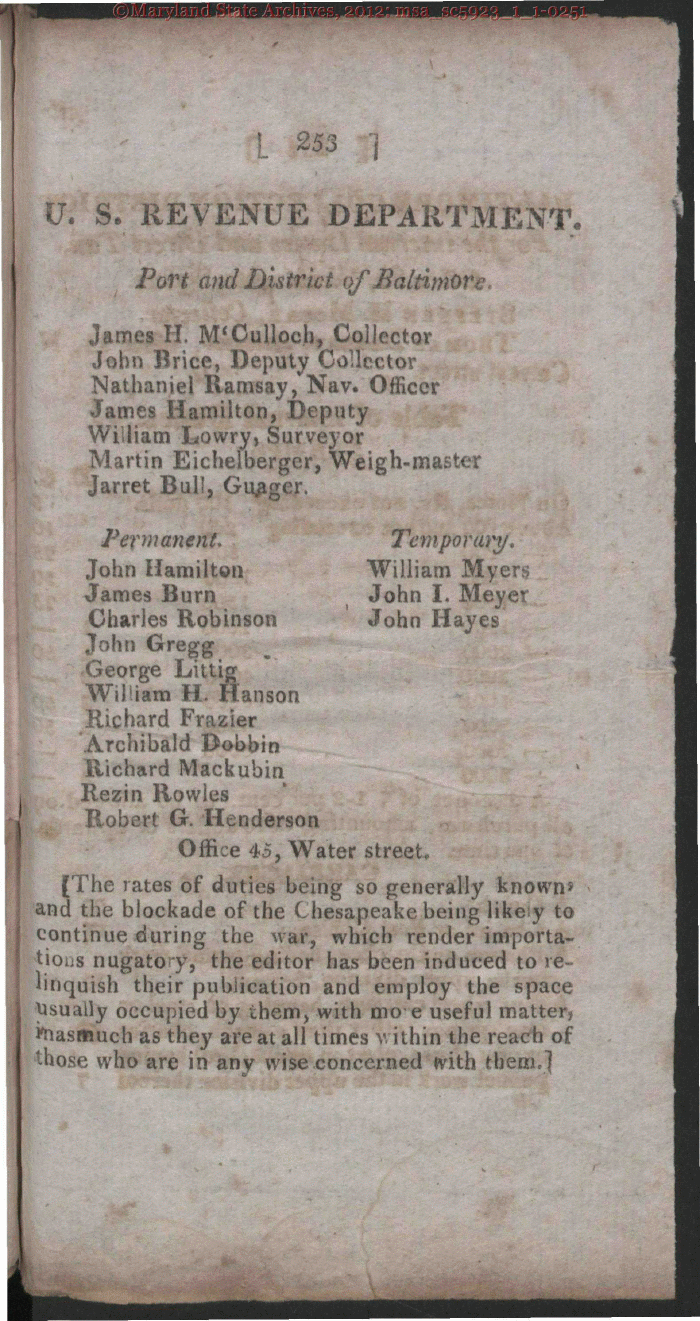 ©Maryland State Archives, 2012; msa_sc5923_1_1-0251
[ 253 ]
U. S. REVENUE DEPARTMENT.
Port and District of Baltimore.
James H. M‘Culloch, Collector
John Brice, Deputy Collector
Nathaniel Ramsay, Nav. Officer
James Hamilton, Deputy
William Lowry, Surveyor
Martin Eichelberger, Weigh-master
Jarret Bull, Guager.
Permanent.
John Hamilton
James Burn
Charles Robinson
John Gregg
George Littig
William H. Hanson
Richard Frazier
Archibald Dobbin
Richard Mackubin
Rezin Rowles
Robert G. Henderson
Temporary.
William Myers
John I. Meyer
John Hayes
Office 45, Water street.
[The rates of duties being so generally known,
and the blockade of the Chesapeake being likely to
continue during the war, which render importa-
tions nugatory, the editor has been induced to re-
linquish their publication and employ the space
usually occupied by them, with more useful matter,
inasmuch as they are at all times within the reach of
those who are in any wise concerned with them.]